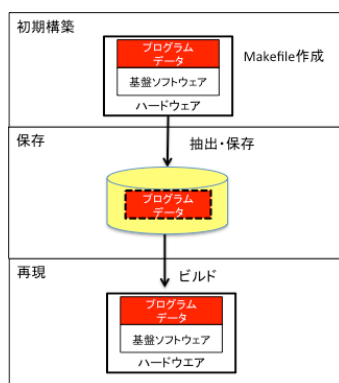 初期構築
プログラム
データ
基盤ソフトウェア
ハードウェア
Makefile作成
保存
抽出・保存
プログラム
データ
再現
ビルド
プログラム
データ
基盤ソフトウェア
ハードウエア